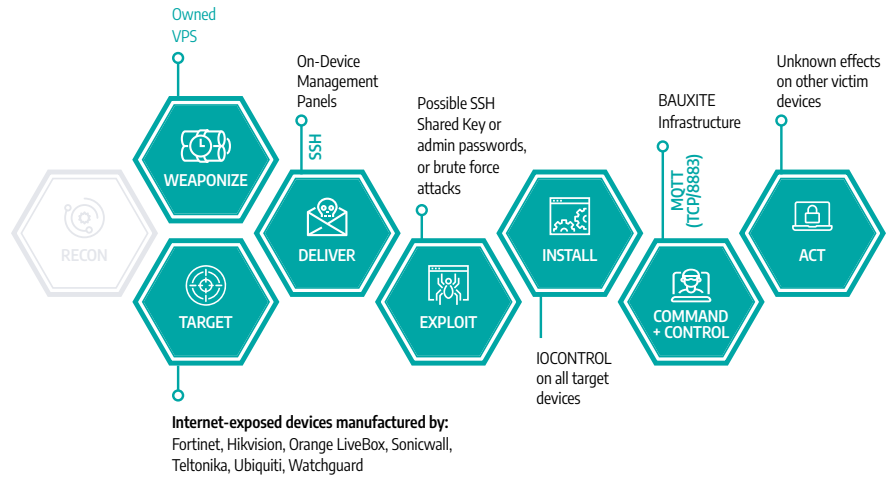 Owned
VPS
On-Device
Management
Panels
Possible SSH
Shared Key or
admin passwords,
or brute force
attacks
BAUXITE
Infrastructure
Unknown effects
on other victim
devices
SSH
MQTT
(TCP/8883)
RECON
WEAPONIZE
TARGET
DELIVER
EXPLOIT
INSTALL
COMMAND
+ CONTROL
ACT
IOCONTROL
on all target
devices
Internet-exposed devices manufactured by:
Fortinet, Hikvision, Orange LiveBox, Sonicwall,
Teltonika, Ubiquiti, Watchguard